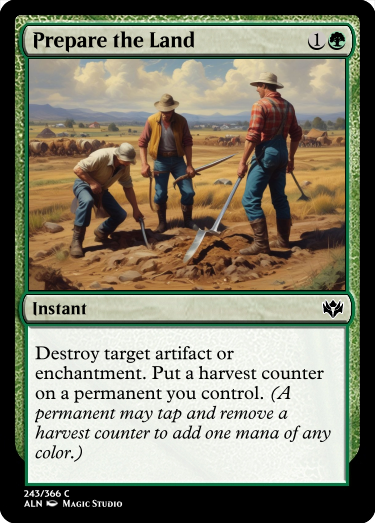 Prepare the Land 1
Instant
Destroy target artifact or
enchantment. Put a harvest counter
on a permanent you control. (A
permanent may tap and remove a
harvest counter to add one mana of any
color.)
243/366 C
ALN Magic Studio